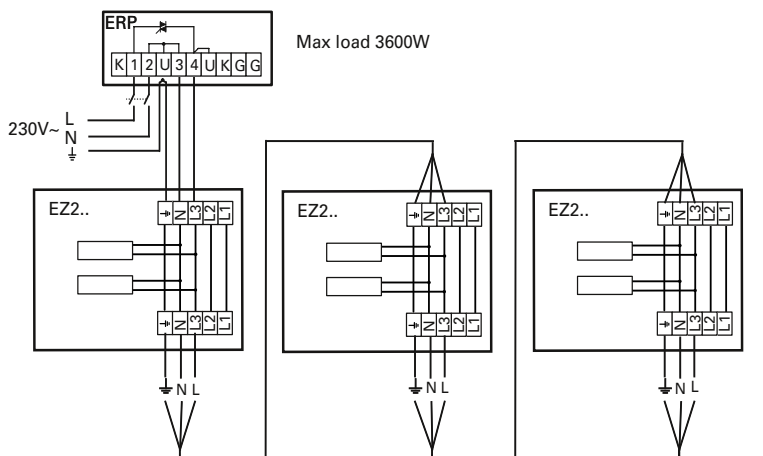 ERP
Max load 3600W
K 1 2 U 3 4 U K G G
230V~ L
N
EZ2..
N L3 L2 L1
N L3 L2 L1
N L
EZ2..
N L3 L2 L1
N L3 L2 L1
N L
EZ2..
N L3 L2 L1
N L3 L2 L1
N L